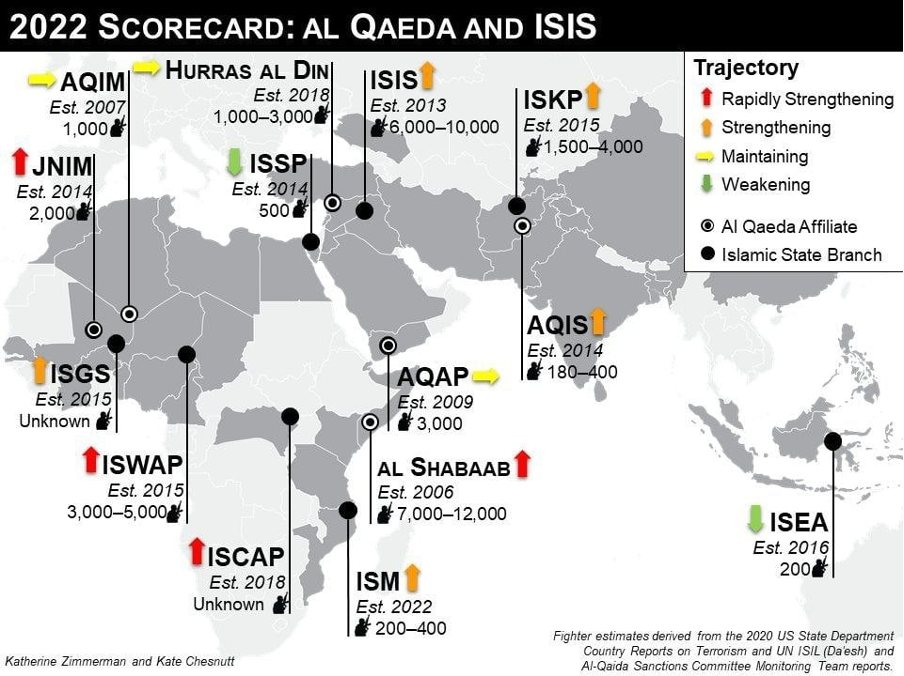 2022 SCORECARD: AL QAEDA AND ISIS
AQIM
Est. 2007
1,000
HURRAS AL DIN
Est. 2018
1,000–3,000
ISIS
Est. 2013
6,000–10,000
ISKP
Est. 2015
1,500–4,000
Trajectory
Rapidly Strengthening
Strengthening
Maintaining
Weakening
Al Qaeda Affiliate
Islamic State Branch
JNIM
Est. 2014
2,000
ISSP
Est. 2014
500
AQIS
Est. 2014
180–400
ISGS
Est. 2015
Unknown
AQAP
Est. 2009
3,000
ISWAP
Est. 2015
3,000–5,000
AL SHABAAB
Est. 2006
7,000–12,000
ISEA
Est. 2016
200
ISCAP
Est. 2018
Unknown
ISM
Est. 2022
200–400
Katherine Zimmerman and Kate Chesnutt
Fighter estimates derived from the 2020 US State Department
Country Reports on Terrorism and UN ISIL (Da'esh) and
Al-Qaida Sanctions Committee Monitoring Team reports.